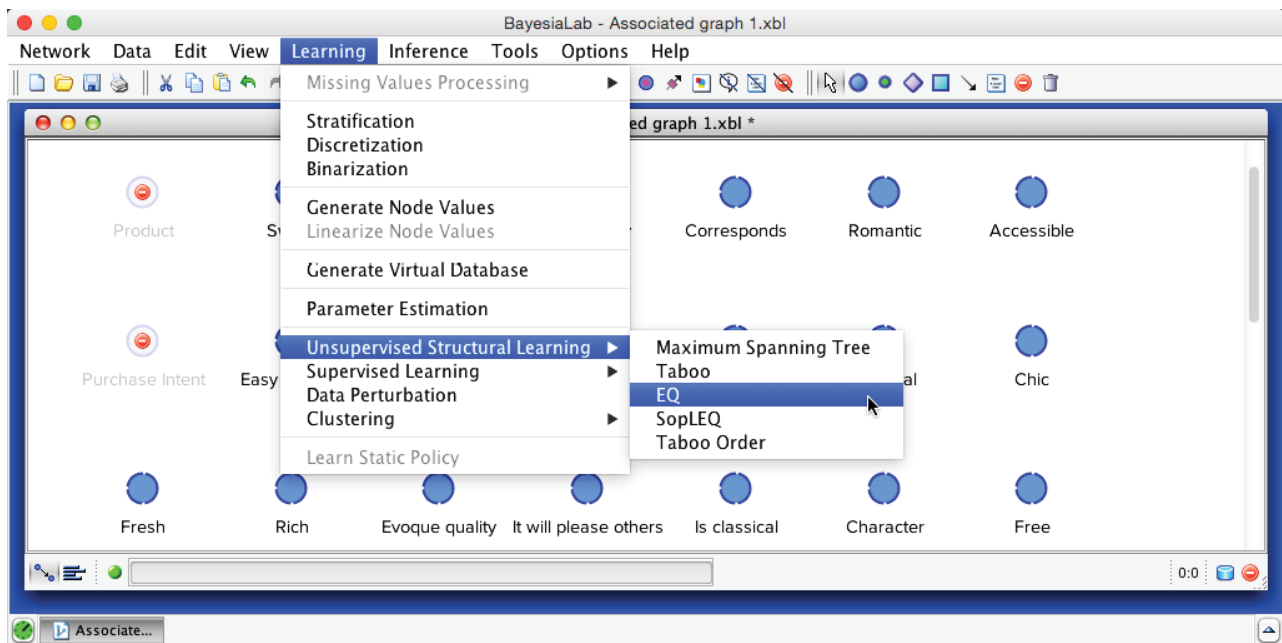 BayesiaLab - Associated graph 1.xbl
Network Data Edit View Learning Inference Tools Options Help
Missing Values Processing
Stratification
Discretization
Binarization
Generate Node Values
Linearize Node Values
Generate Virtual Database
Parameter Estimation
Unsupervised Structural Learning
Supervised Learning
Data Perturbation
Clustering
Learn Static Policy
Maximum Spanning Tree
Taboo
EQ
SopLEQ
Taboo Order
ed graph 1.xbl *
Product
Corresponds
Romantic
Accessible
Purchase Intent
Easy
al
Chic
Fresh
Rich
Evoque quality
It will please others
Is classical
Character
Free
0:0
Associate...